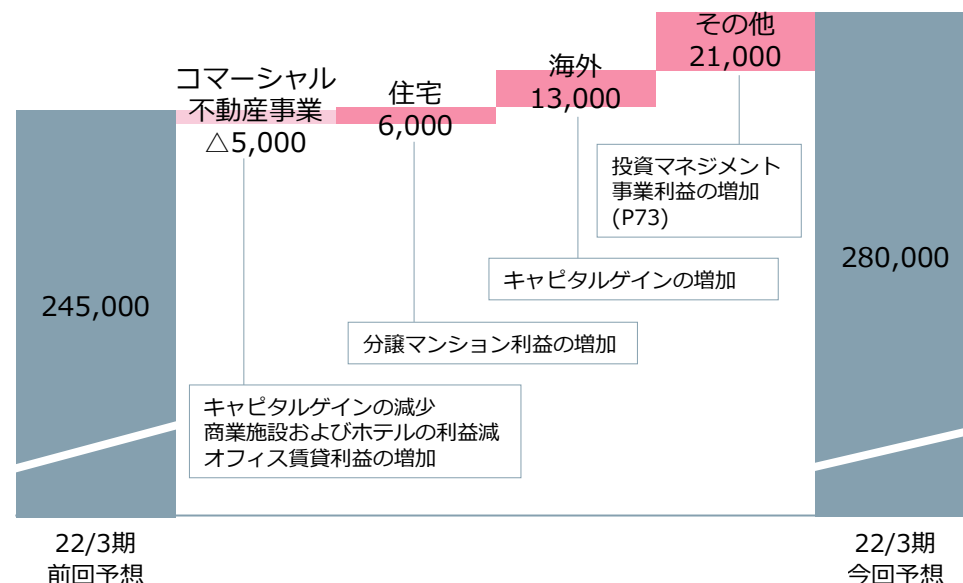 その他
21,000
海外
13,000
コマーシャル
不動産事業
△5,000
住宅
6,000
投資マネジメント
事業利益の増加
(P73)
280,000
キャピタルゲインの増加
245,000
分譲マンション利益の増加
キャピタルゲインの減少
商業施設およびホテルの利益減
オフィス賃貸利益の増加
22/3期
前回予想
22/3期
今回予想